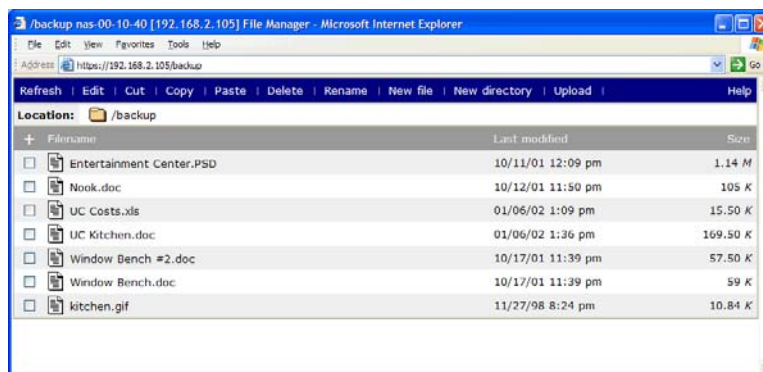 /backup nas-00-10-40 [192.168.2.105] File Manager - Microsoft Internet Explorer
File Edit View Favorites Tools Help
Address https://192.168.2.105/backup Go
Refresh | Edit | Cut | Copy | Paste | Delete | Rename | New file | New directory | Upload | Help
Location: /backup
+ Filename Last modified Size
Entertainment Center.PSD 10/11/01 12:09 pm 1.14 M
Nook.doc 10/12/01 11:50 pm 105 K
UC Costs.xls 01/06/02 1:09 pm 15.50 K
UC Kitchen.doc 01/06/02 1:36 pm 169.50 K
Window Bench #2.doc 10/17/01 11:39 pm 57.50 K
Window Bench.doc 10/17/01 11:39 pm 59 K
kitchen.gif 11/27/98 8:24 pm 10.84 K